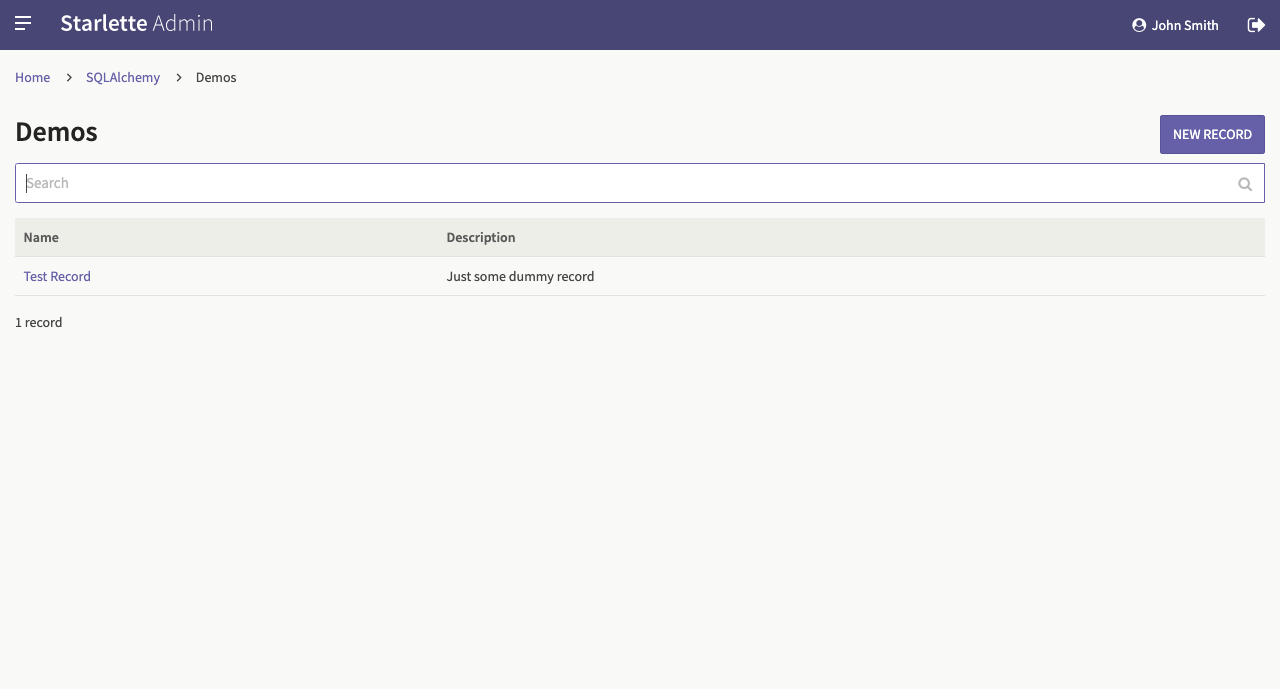 Starlette Admin
John Smith
Home > SQLAlchemy > Demos
Demos
NEW RECORD
Search
Name Description
Test Record Just some dummy record
1 record